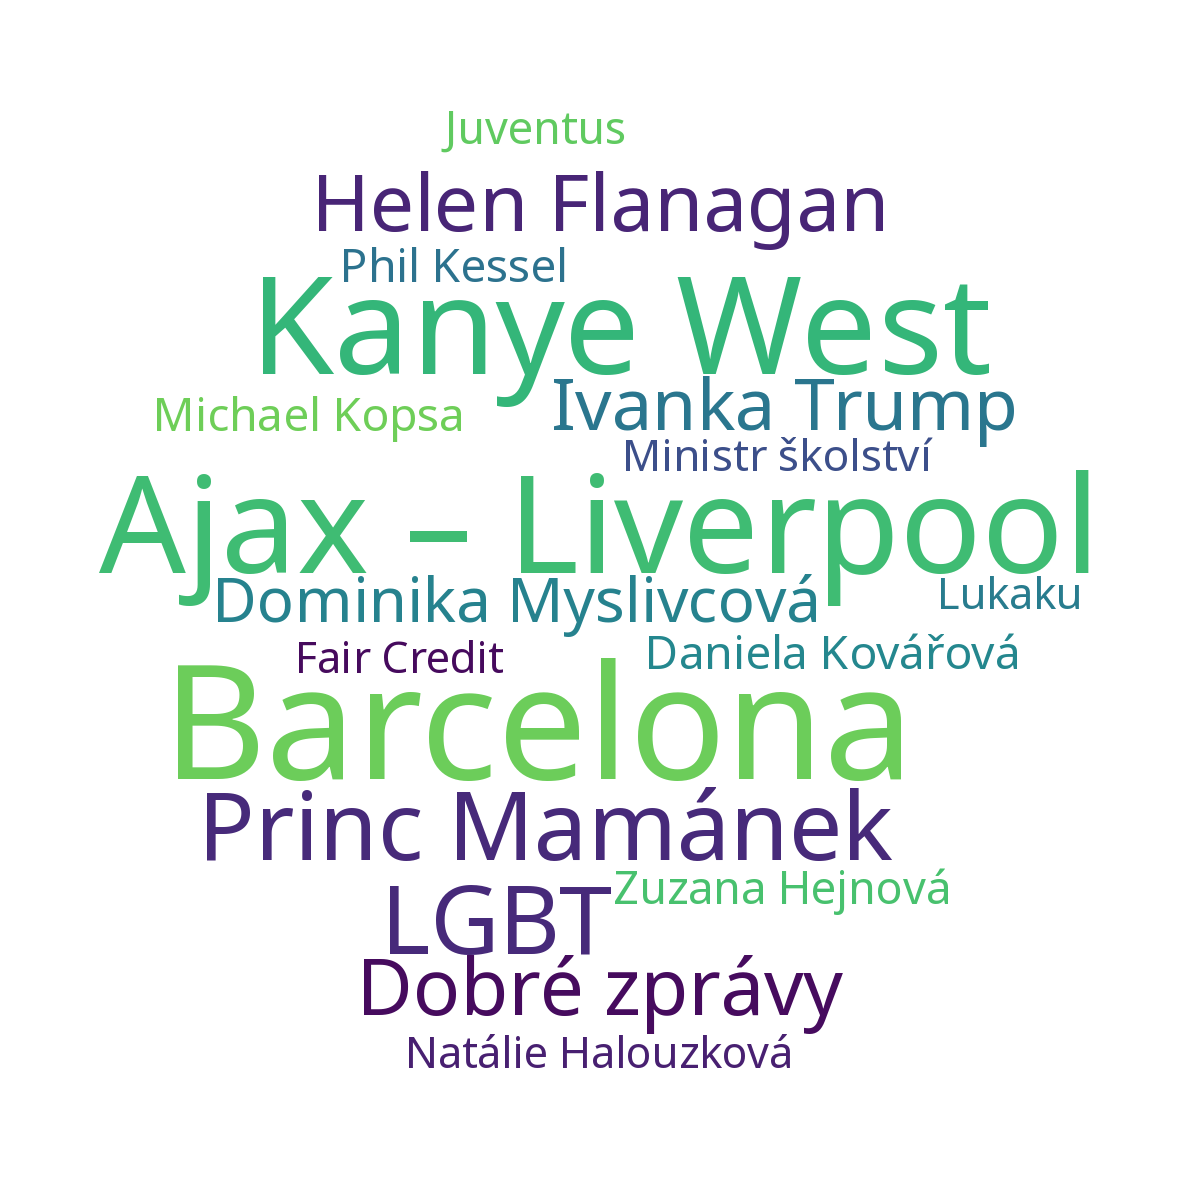 Juventus
Helen Flanagan
Phil Kessel
Kanye West
Ivanka Trump
Michael Kopsa
Ministr školství
Ajax – Liverpool
Dominika Myslivcová
Lukaku
Fair Credit
Daniela Kovářová
Barcelona
Princ Mamánek
Zuzana Hejnová
LGBT
Dobré zprávy
Natálie Halouzková